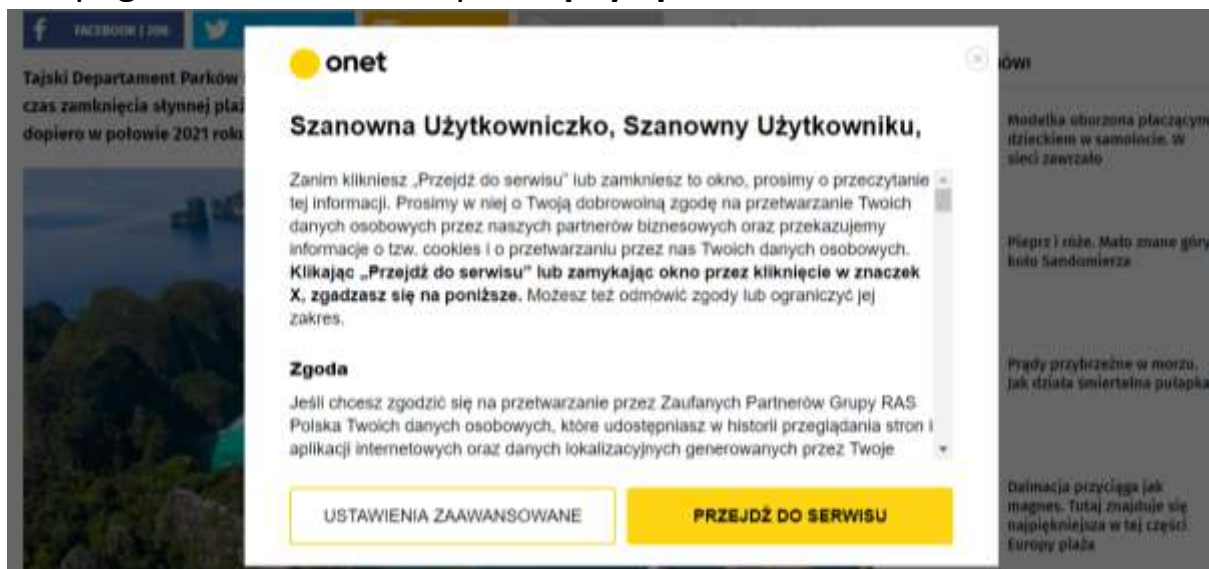 FACEBOOK | 206
onet
Tajski Departament Parków
czas zamknięcia słynnej plaż
dopiero w połowie 2021 roku
Szanowna Użytkowniczko, Szanowny Użytkowniku,
Zanim klikniesz „Przejdź do serwisu” lub zamkniesz to okno, prosimy o przeczytanie
tej informacji. Prosimy w niej o Twoją dobrowolną zgodę na przetwarzanie Twoich
danych osobowych przez naszych partnerów biznesowych oraz przekazujemy
informacje o tzw. cookies i o przetwarzaniu przez nas Twoich danych osobowych.
Klikając „Przejdź do serwisu” lub zamykając okno przez kliknięcie w znaczek
X, zgadzasz się na poniższe. Możesz też odmówić zgody lub ograniczyć jej
zakres.
Zgoda
Jeśli chcesz zgodzić się na przetwarzanie przez Zaufanych Partnerów Grupy RAS
Polska Twoich danych osobowych, które udostępniasz w historii przeglądania stron i
aplikacji internetowych oraz danych lokalizacyjnych generowanych przez Twoje
USTAWIENIA ZAAWANSOWANE
PRZEJDŹ DO SERWISU
Modelka oburzona płaczącym
dzieckiem w samolocie. W
sieci zawrzało
Pieprz i róże. Mało znane góry
koło Sandomierza
Prądy przybrzeżne w morzu.
Jak działa śmiertelna pułapka
Dalmacja przyciąga jak
magnes. Tutaj znajduje się
najpiękniejsza w tej części
Europy plaża